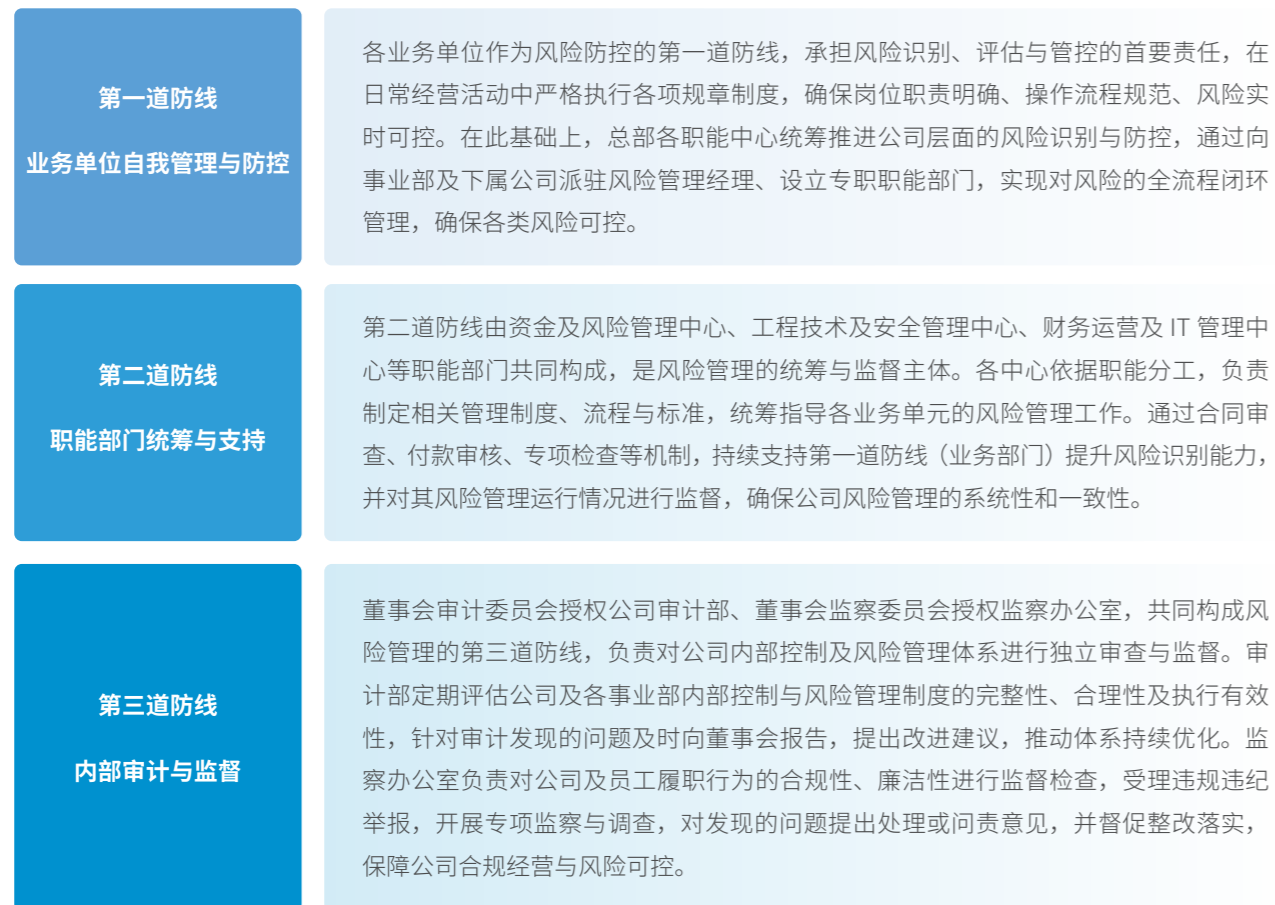 第一道防线
业务单位自我管理与防控
各业务单位作为风险防控的第一道防线，承担风险识别、评估与管控的首要责任，在
日常经营活动中严格执行各项规章制度，确保岗位职责明确、操作流程规范、风险实
时可控。在此基础上，总部各职能中心统筹推进公司层面的风险识别与防控，通过向
事业部及下属公司派驻风险管理经理、设立专职职能部门，实现对风险的全流程闭环
管理，确保各类风险可控。
第二道防线
职能部门统筹与支持
第二道防线由资金及风险管理中心、工程技术及安全管理中心、财务运营及 IT 管理中
心等职能部门共同构成，是风险管理的统筹与监督主体。各中心依据职能分工，负责
制定相关管理制度、流程与标准，统筹指导各业务单元的风险管理工作。通过合同审
查、付款审核、专项检查等机制，持续支持第一道防线（业务部门）提升风险识别能力，
并对其风险管理运行情况进行监督，确保公司风险管理的系统性和一致性。
第三道防线
内部审计与监督
董事会审计委员会授权公司审计部、董事会监察委员会授权监察办公室，共同构成风
险管理的第三道防线，负责对公司内部控制及风险管理体系进行独立审查与监督。审
计部定期评估公司及各事业部内部控制与风险管理制度的完整性、合理性及执行有效
性，针对审计发现的问题及时向董事会报告，提出改进建议，推动体系持续优化。监
察办公室负责对公司及员工履职行为的合规性、廉洁性进行监督检查，受理违规违纪
举报，开展专项监察与调查，对发现的问题提出处理或问责意见，并督促整改落实，
保障公司合规经营与风险可控。